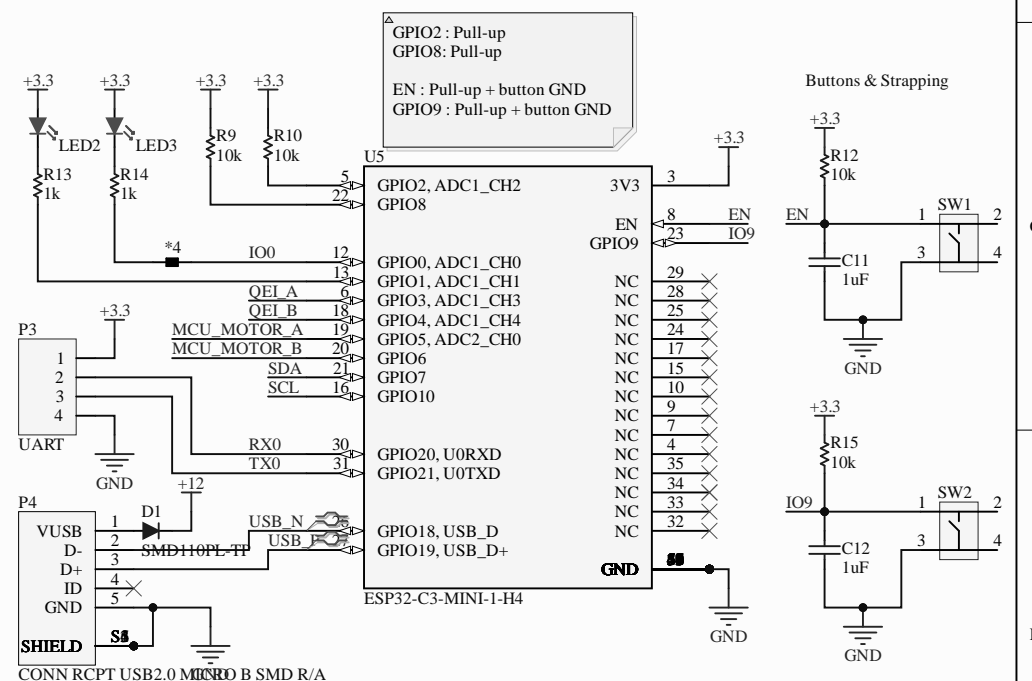 GPIO2 : Pull-up
GPIO8: Pull-up
EN : Pull-up + button GND
GPIO9 : Pull-up + button GND
Buttons & Strapping
+3.3
+3.3
+3.3
+3.3
LED2
LED3
R9
10k
R10
10k
R13
1k
R14
1k
U5
+3.3
5
GPIO2, ADC1_CH2
3V3
3
22
GPIO8
EN
8
EN
GPIO9
23
IO9
*4
IO0
12
GPIO0, ADC1_CH0
13
GPIO1, ADC1_CH1
NC
29
QEI_A
6
GPIO3, ADC1_CH3
NC
28
QEI_B
18
GPIO4, ADC1_CH4
NC
25
MCU_MOTOR_A
19
GPIO5, ADC2_CH0
NC
24
MCU_MOTOR_B
20
GPIO6
NC
17
SDA
21
GPIO7
NC
15
SCL
16
GPIO10
NC
10
NC
9
NC
7
RX0
30
GPIO20, U0RXD
NC
4
TX0
31
GPIO21, U0TXD
NC
35
NC
34
NC
33
USB_N
GPIO18, USB_D
NC
32
GPIO19, USB_D+
GND
GND
ESP32-C3-MINI-1-H4
P3
+3.3
1
2
3
4
UART
GND
P4
+12
D1
SMD110PL-TP
VUSB
1
D-
2
D+
3
ID
4
GND
5
SHIELD
CONN RCPT USB2.0 MICRO B SMD R/A
GND
+3.3
R12
10k
EN
SW1
1
2
3
4
C11
1uF
GND
+3.3
R15
10k
IO9
SW2
1
2
3
4
C12
1uF
GND